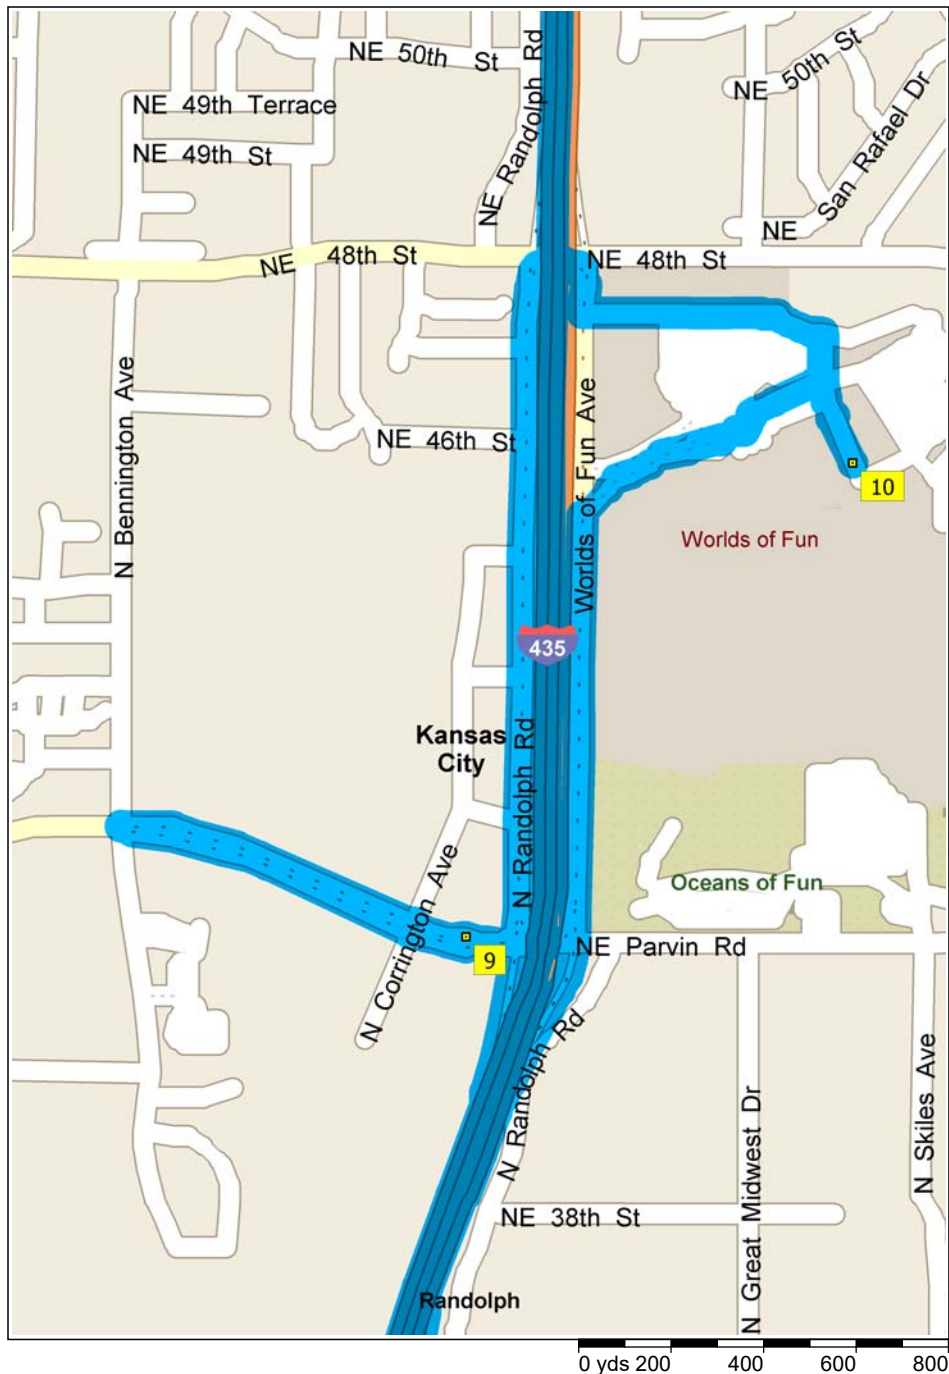 NE 50th St
NE Randolph Rd
NE 50th St
NE 49th Terrace
San Rafael Dr
NE 49th St
NE
NE 48th St
NE 48th St
N Bennington Ave
Worlds of Fun Ave
NE 46th St
10
Worlds of Fun
435
Kansas
City
N Randolph Rd
Oceans of Fun
N Corrington Ave
9
NE Parvin Rd
N Randolph Rd
N Great Midwest Dr
N Skiles Ave
NE 38th St
Randolph
0 yds 200 400 600 800